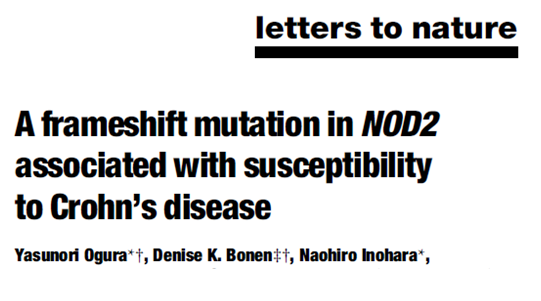 letters to nature
A frameshift mutation in NOD2
associated with susceptibility
to Crohn's disease
Yasunori Ogura*†, Denise K. Bonen‡†, Naohiro Inohara*,